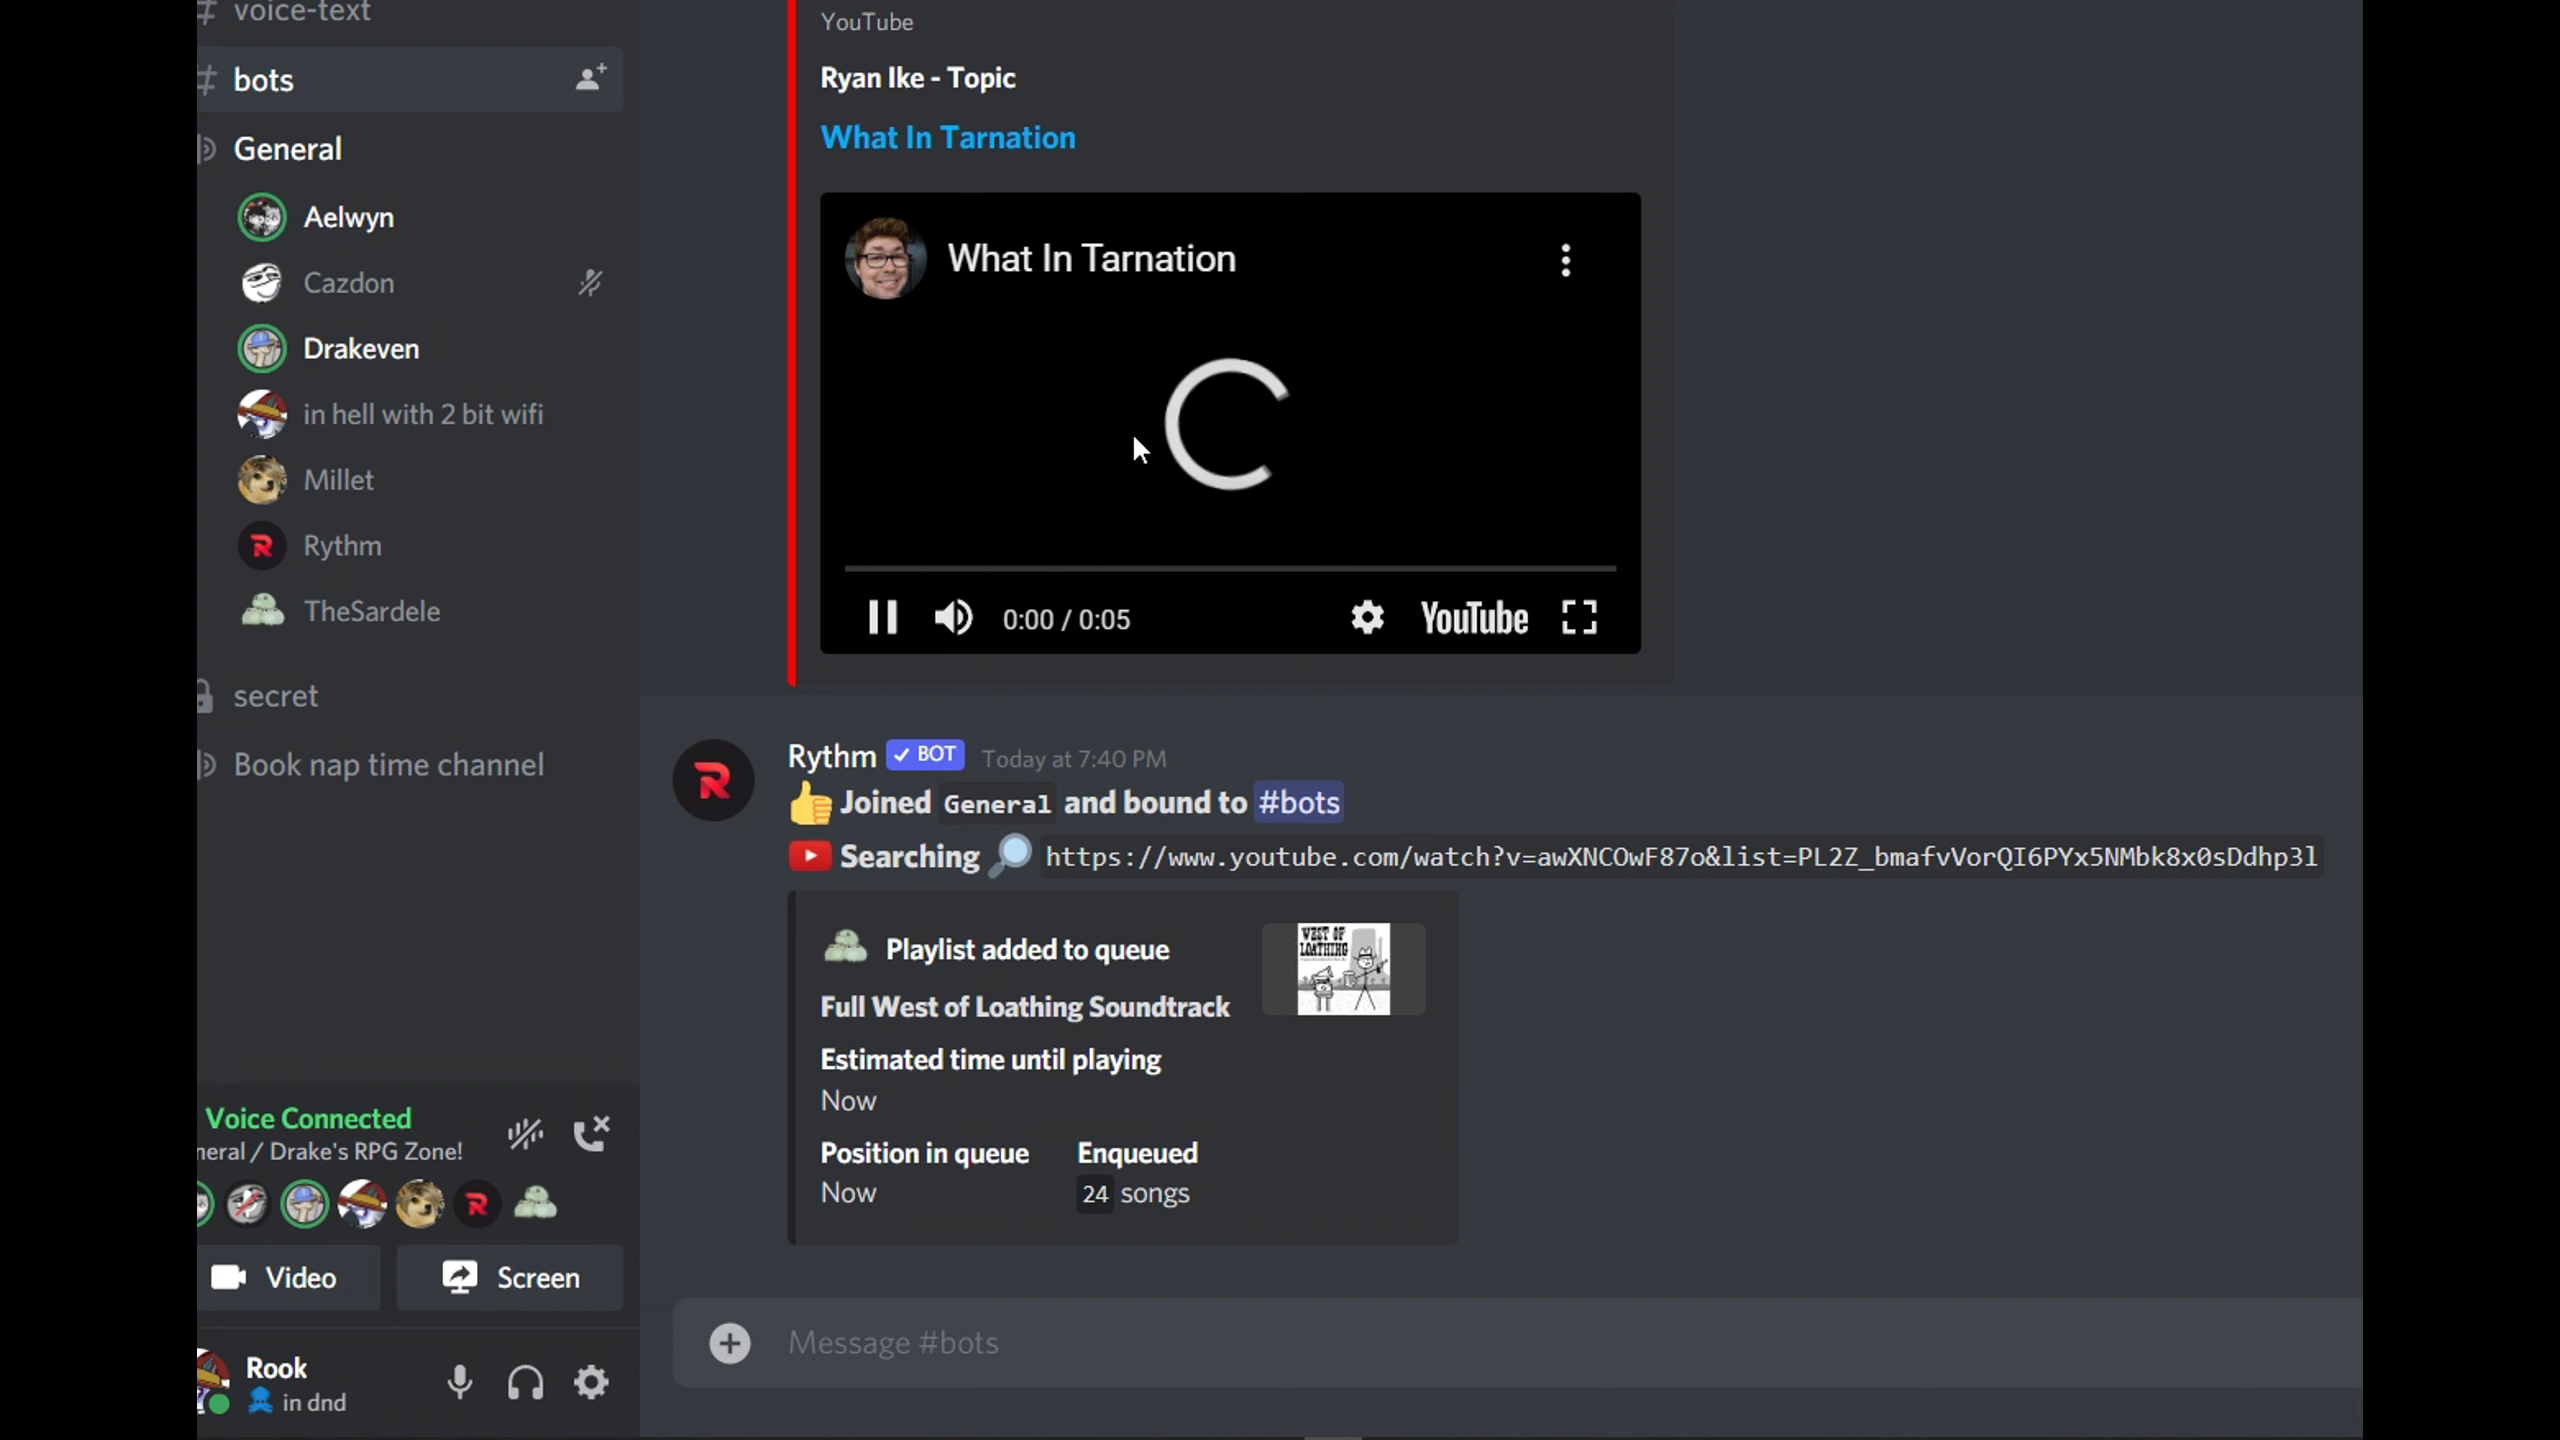 voice-text
bots
General
Aelwyn
Cazdon
Drakeven
in hell with 2 bit wifi
Millet
Rythm
TheSardele
secret
Book nap time channel
Voice Connected
neral / Drake's RPG Zone!
Video
Screen
Rook
in dnd
YouTube
Ryan Ike - Topic
What In Tarnation
What In Tarnation
0:00 / 0:05
YouTube
Rythm ✓ BOT Today at 7:40 PM
Joined General and bound to #bots
Searching https://www.youtube.com/watch?v=awXNCOwF87o&list=PL2Z_bmafvVorQI6PYx5NMbk8x0sDdhp3l
Playlist added to queue
WEST OF
LOATHING
Full West of Loathing Soundtrack
Estimated time until playing
Now
Position in queue Enqueued
Now 24 songs
Message #bots